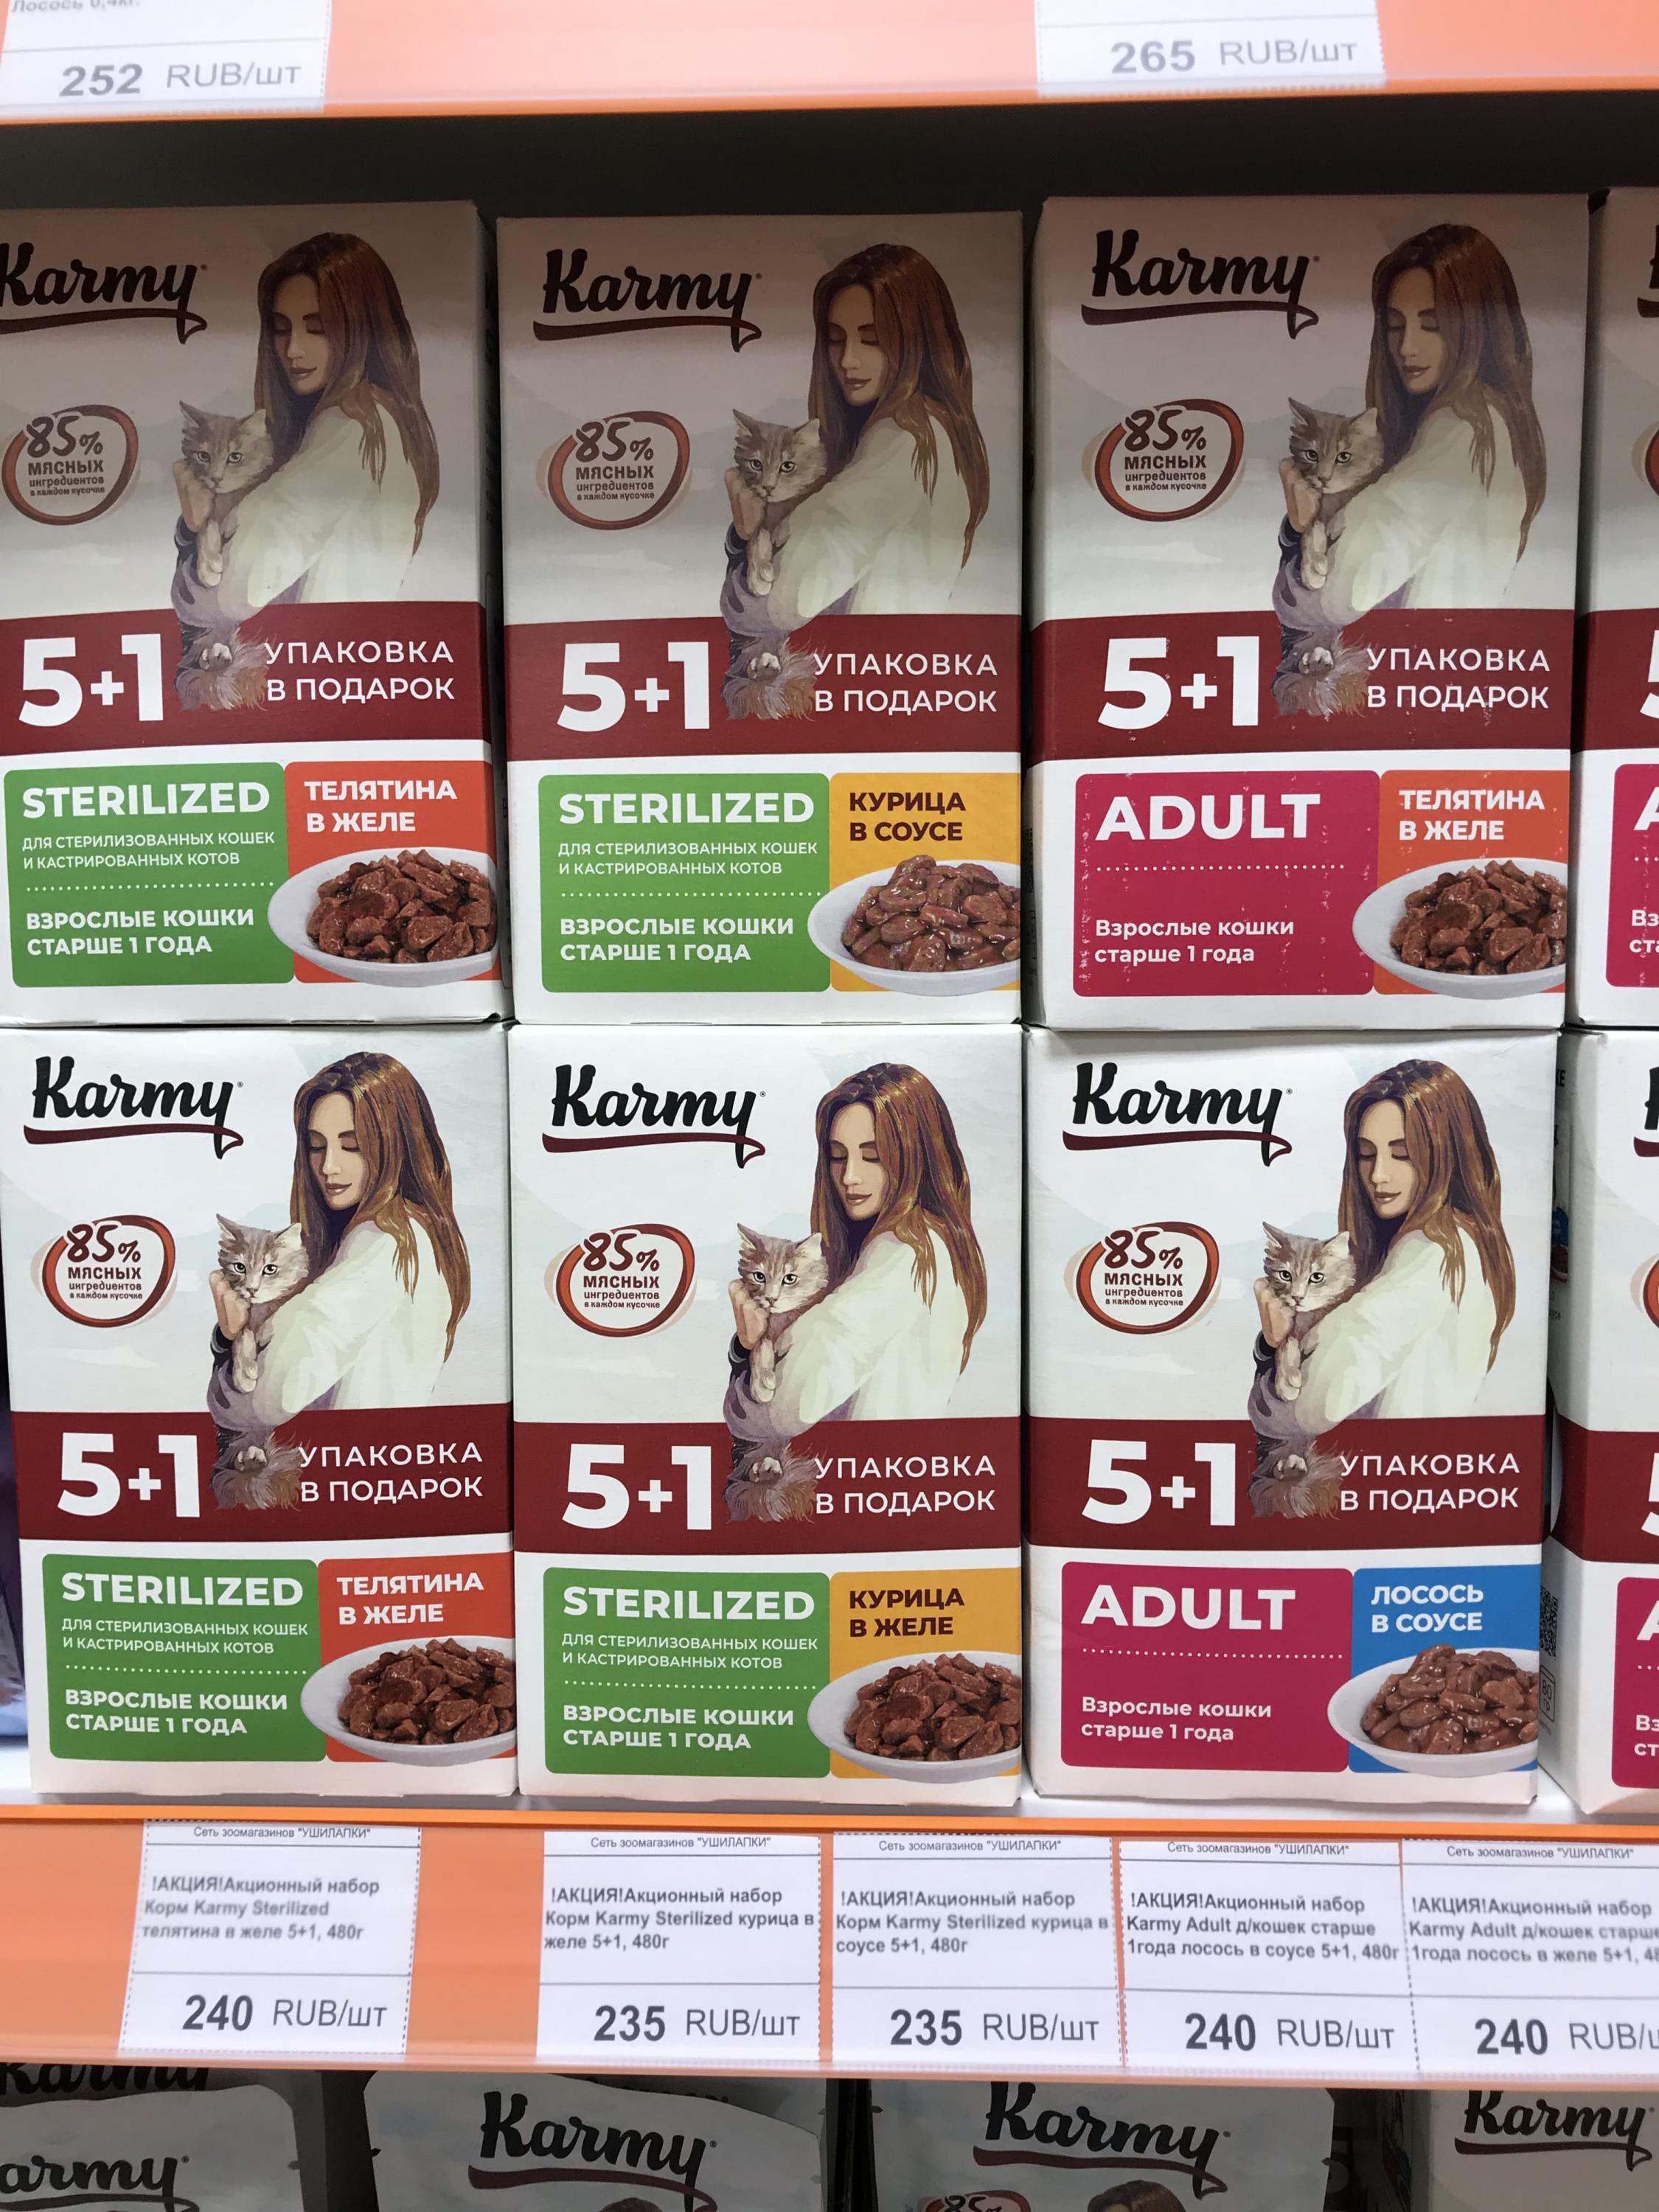 Лосось 0,4кг.
252 RUB/шт
265 RUB/шт
Karmy
85%
МЯСНЫХ
ингредиентов
в каждом кусочке
5+1
УПАКОВКА
В ПОДАРОК
STERILIZED
ДЛЯ СТЕРИЛИЗОВАННЫХ КОШЕК
И КАСТРИРОВАННЫХ КОТОВ
ВЗРОСЛЫЕ КОШКИ
СТАРШЕ 1 ГОДА
ТЕЛЯТИНА
В ЖЕЛЕ
Karmy
85%
МЯСНЫХ
ингредиентов
в каждом кусочке
5+1
УПАКОВКА
В ПОДАРОК
STERILIZED
ДЛЯ СТЕРИЛИЗОВАННЫХ КОШЕК
И КАСТРИРОВАННЫХ КОТОВ
ВЗРОСЛЫЕ КОШКИ
СТАРШЕ 1 ГОДА
КУРИЦА
В СОУСЕ
Karmy
85%
МЯСНЫХ
ингредиентов
в каждом кусочке
5+1
УПАКОВКА
В ПОДАРОК
ADULT
Взрослые кошки
старше 1 года
ТЕЛЯТИНА
В ЖЕЛЕ
Karmy
85%
МЯСНЫХ
ингредиентов
в каждом кусочке
5+1
УПАКОВКА
В ПОДАРОК
STERILIZED
ДЛЯ СТЕРИЛИЗОВАННЫХ КОШЕК
И КАСТРИРОВАННЫХ КОТОВ
ВЗРОСЛЫЕ КОШКИ
СТАРШЕ 1 ГОДА
ТЕЛЯТИНА
В ЖЕЛЕ
Karmy
85%
МЯСНЫХ
ингредиентов
в каждом кусочке
5+1
УПАКОВКА
В ПОДАРОК
STERILIZED
ДЛЯ СТЕРИЛИЗОВАННЫХ КОШЕК
И КАСТРИРОВАННЫХ КОТОВ
ВЗРОСЛЫЕ КОШКИ
СТАРШЕ 1 ГОДА
КУРИЦА
В ЖЕЛЕ
Karmy
85%
МЯСНЫХ
ингредиентов
в каждом кусочке
5+1
УПАКОВКА
В ПОДАРОК
ADULT
Взрослые кошки
старше 1 года
ЛОСОСЬ
В СОУСЕ
Сеть зоомагазинов "УШИЛАПКИ"
!АКЦИЯ!Акционный набор
Корм Karmy Sterilized
телятина в желе 5+1, 480г
240 RUB/шт
Сеть зоомагазинов "УШИЛАПКИ"
!АКЦИЯ!Акционный набор
Корм Karmy Sterilized курица в
желе 5+1, 480г
235 RUB/шт
Сеть зоомагазинов "УШИЛАПКИ"
!АКЦИЯ!Акционный набор
Корм Karmy Sterilized курица в
соусе 5+1, 480г
235 RUB/шт
Сеть зоомагазинов "УШИЛАПКИ"
!АКЦИЯ!Акционный набор
Karmy Adult д/кошек старше
1года лосось в соусе 5+1, 480г
240 RUB/шт
Сеть зоомагазинов "УШИЛАПКИ"
!АКЦИЯ!Акционный набор
Karmy Adult д/кошек старше
1года лосось в желе 5+1,
240 RUB/
Karmy
Karmy
Karmy
Karmy
85%